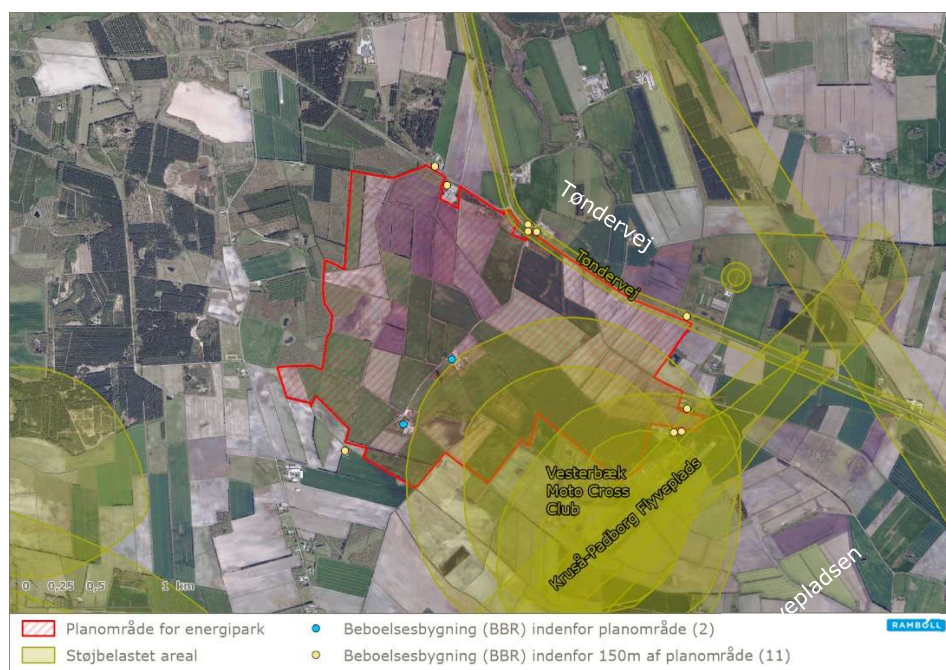 Tøndervej
Tøndervej
Vesterbæk
Moto Cross
Club
Kruså-Padborg Flyveplads
vepladsen
0 0,25 0,5 1 km
Planområde for energipark
Beboelsesbygning (BBR) indenfor planområde (2)
RAMBOLL
Støjbelastet areal
Beboelsesbygning (BBR) indenfor 150m af planområde (11)